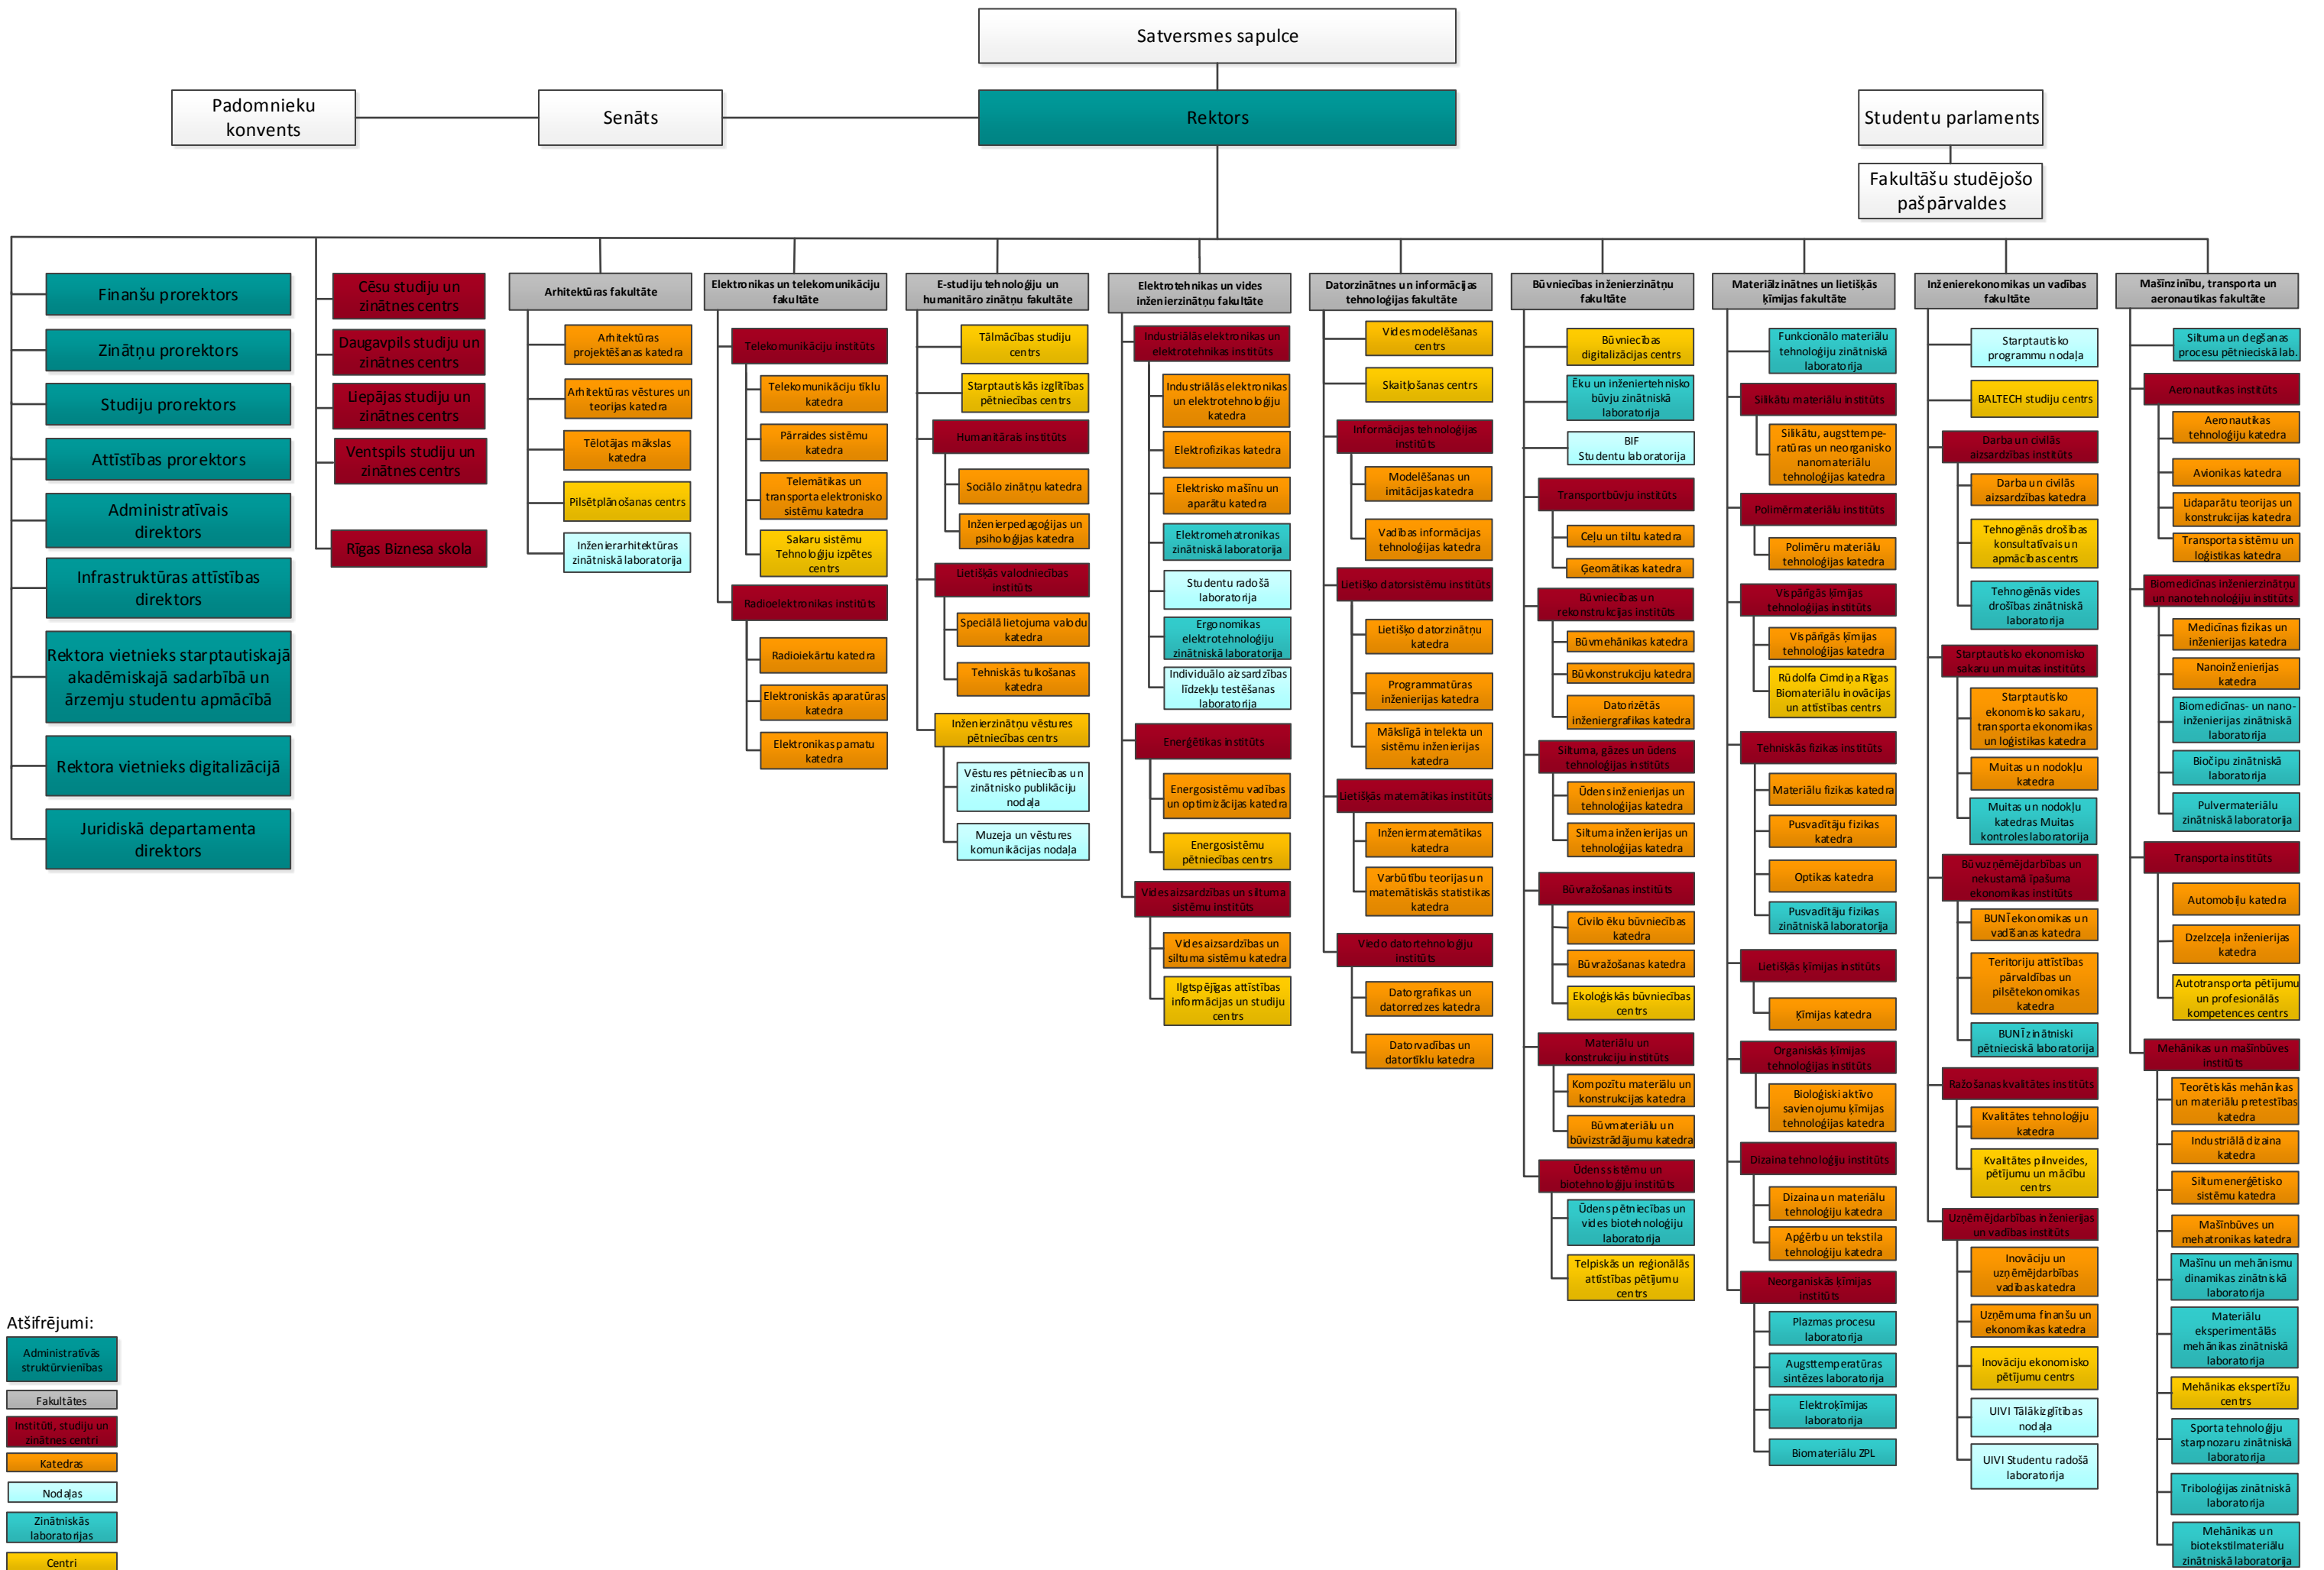 Satversmes sapulce
Padomnieku
konvents
Senāts
Rektors
Studentu parlaments
Fakultāšu studējošo
pašpārvaldes
Finanšu prorektors
Zinātņu prorektors
Studiju prorektors
Attīstības prorektors
Administratīvais
direktors
Infrastruktūras attīstības
direktors
Rektora vietnieks starptautiskajā
akadēmiskajā sadarbībā un
ārzemju studentu apmācībā
Rektora vietnieks digitalizācijā
Juridiskā departamenta
direktors
Cēsu studiju un
zinātnes centrs
Daugavpils studiju un
zinātnes centrs
Liepājas studiju un
zinātnes centrs
Ventspils studiju un
zinātnes centrs
Rīgas Biznesa skola
Arhitektūras fakultāte
Arhitektūras
projektēšanas katedra
Arhitektūras vēstures un
teorijas katedra
Tēlotājas mākslas
katedra
Pilsētplānošanas centrs
Inženierarhitektūras
zinātniskā laboratorija
Elektronikas un telekomunikāciju
fakultāte
Telekomunikāciju institūts
Telekomunikāciju tīklu
katedra
Pārraides sistēmu
katedra
Telemātikas un
transporta elektronisko
sistēmu katedra
Sakaru sistēmu
Tehnoloģiju izpētes
centrs
Radioelektronikas institūts
Radioiekārtu katedra
Elektroniskās aparatūras
katedra
Elektronikas pamatu
katedra
E-studiju tehnoloģiju un
humanitāro zinātņu fakultāte
Tālmācības studiju
centrs
Starptautiskās izglītības
pētniecības centrs
Humanitārais institūts
Sociālo zinātņu katedra
Inženierpedagoģijas un
psiholoģijas katedra
Lietišķās valodniecības
institūts
Speciālā lietojuma valodu
katedra
Tehniskās tulkošanas
katedra
Inženierzinātņu vēstures
pētniecības centrs
Vēstures pētniecības un
zinātnisko publikāciju
nodaļa
Muzeja un vēstures
komunikācijas nodaļa
Elektrotehnikas un vides
inženierzinātņu fakultāte
Industriālās elektronikas un
elektrotehnikas institūts
Industriālās elektronikas
un elektrotehnoloģiju
katedra
Elektrofizikas katedra
Elektrisko mašīnu un
aparātu katedra
Elektromehatronikas
zinātniskā laboratorija
Studentu radošā
laboratorija
Ergonomikas
elektrotehnoloģiju
zinātniskā laboratorija
Individuālo aizsardzības
līdzekļu testēšanas
laboratorija
Enerģētikas institūts
Energosistēmu vadības
un optimizācijas katedra
Energosistēmu
pētniecības centrs
Vides aizsardzības un siltuma
sistēmu institūts
Vides aizsardzības un
siltuma sistēmu katedra
Ilgtspējīgas attīstības
informācijas un studiju
centrs
Datorzinātnes un informācijas
tehnoloģijas fakultāte
Vides modelēšanas
centrs
Skaitļošanas centrs
Informācijas tehnoloģijas
institūts
Modelēšanas un
imitācijas katedra
Vadības informācijas
tehnoloģijas katedra
Lietišķo datorsistēmu institūts
Lietišķo datorzinātņu
katedra
Programmatūras
inženierijas katedra
Mākslīgā intelekta un
sistēmu inženierijas
katedra
Lietišķās matemātikas institūts
Inženiermatemātikas
katedra
Varbūtību teorijas un
matemātiskās statistikas
katedra
Viedo datortehnoloģiju
institūts
Datorgrafikas un
datorredzes katedra
Datorvadības un
datortīklu katedra
Būvniecības inženierzinātņu
fakultāte
Būvniecības
digitalizācijas centrs
Ēku un inženiertehnisko
būvju zinātniskā
laboratorija
BIF
Studentu laboratorija
Transportbūvju institūts
Ceļu un tiltu katedra
Ģeomātikas katedra
Būvniecības un
rekonstrukcijas institūts
Būvmehānikas katedra
Būvkonstrukciju katedra
Datorizētās
inženiergrafikas katedra
Siltuma, gāzes un ūdens
tehnoloģijas institūts
Ūdens inženierijas un
tehnoloģijas katedra
Siltuma inženierijas un
tehnoloģijas katedra
Būvražošanas institūts
Civilo ēku būvniecības
katedra
Būvražošanas katedra
Ekoloģiskās būvniecības
centrs
Materiālu un
konstrukciju institūts
Kompozītu materiālu un
konstrukcijas katedra
Būvmateriālu un
būvizstrādājumu katedra
Ūdens sistēmu un
biotehnoloģiju institūts
Ūdens pētniecības un
vides biotehnoloģiju
laboratorija
Telpiskās un reģionālās
attīstības pētījumu
centrs
Materiālzinātnes un lietišķās
ķīmijas fakultāte
Funkcionālo materiālu
tehnoloģiju zinātniskā
laboratorija
Silikātu materiālu institūts
Silikātu, augsttempe-
ratūras un neorganisko
nanomateriālu
tehnoloģijas katedra
Polimērmateriālu institūts
Polimēru materiālu
tehnoloģijas katedra
Vispārīgās ķīmijas
tehnoloģijas institūts
Vispārīgās ķīmijas
tehnoloģijas katedra
Rūdolfa Cimdiņa Rīgas
Biomateriālu inovācijas
un attīstības centrs
Tehniskās fizikas institūts
Materiālu fizikas katedra
Pusvadītāju fizikas
katedra
Optikas katedra
Pusvadītāju fizikas
zinātniskā laboratorija
Lietišķās ķīmijas institūts
Ķīmijas katedra
Organiskās ķīmijas
tehnoloģijas institūts
Bioloģiski aktīvo
savienojumu ķīmijas
tehnoloģijas katedra
Dizaina tehnoloģiju institūts
Dizaina un materiālu
tehnoloģiju katedra
Apģērbu un tekstila
tehnoloģiju katedra
Neorganiskās ķīmijas
institūts
Plazmas procesu
laboratorija
Augsttemperatūras
sintēzes laboratorija
Elektroķīmijas
laboratorija
Biomateriālu ZPL
Inženierekonomikas un vadības
fakultāte
Starptautisko
programmu nodaļa
BALTECH studiju centrs
Darba un civilās
aizsardzības institūts
Darba un civilās
aizsardzības katedra
Tehnogēnās drošības
konsultatīvais un
apmācības centrs
Tehnogēnās vides
drošības zinātniskā
laboratorija
Starptautisko ekonomisko
sakaru un muitas institūts
Starptautisko
ekonomisko sakaru,
transporta ekonomikas
un loģistikas katedra
Muitas un nodokļu
katedra
Muitas un nodokļu
katedras Muitas
kontroles laboratorija
Būvuzņēmējdarbības un
nekustamā īpašuma
ekonomikas institūts
BUNĪ ekonomikas un
vadīšanas katedra
Teritoriju attīstības
pārvaldības un
pilsētekonomikas
katedra
BUNĪ zinātniski
pētnieciskā laboratorija
Ražošanas kvalitātes institūts
Kvalitātes tehnoloģiju
katedra
Kvalitātes pilnveides,
pētījumu un mācību
centrs
Uzņēmējdarbības inženierijas
un vadības institūts
Inovāciju un
uzņēmējdarbības
vadības katedra
Uzņēmuma finanšu un
ekonomikas katedra
Inovāciju ekonomisko
pētījumu centrs
UIVI Tālākizglītības
nodaļa
UIVI Studentu radošā
laboratorija
Mašīnzinību, transporta un
aeronautikas fakultāte
Siltuma un degšanas
procesu pētnieciskā lab.
Aeronautikas institūts
Aeronautikas
tehnoloģiju katedra
Avionikas katedra
Lidaparātu teorijas un
konstrukcijas katedra
Transporta sistēmu un
loģistikas katedra
Biomedicīnas inženierzinātņu
un nanotehnoloģiju institūts
Medicīnas fizikas un
inženierijas katedra
Nanoinženierijas
katedra
Biomedicīnas- un nano-
inženierijas zinātniskā
laboratorija
Biočipu zinātniskā
laboratorija
Pulvermateriālu
zinātniskā laboratorija
Transporta institūts
Automobiļu katedra
Dzelzceļa inženierijas
katedra
Autotransporta pētījumu
un profesionālās
kompetences centrs
Mehānikas un mašīnbūves
institūts
Teorētiskās mehānikas
un materiālu pretestības
katedra
Industriālā dizaina
katedra
Siltumenerģētisko
sistēmu katedra
Mašīnbūves un
mehatronikas katedra
Mašīnu un mehānismu
dinamikas zinātniskā
laboratorija
Materiālu
eksperimentālās
mehānikas zinātniskā
laboratorija
Mehānikas ekspertīžu
centrs
Sporta tehnoloģiju
starpnozaru zinātniskā
laboratorija
Triboloģijas zinātniskā
laboratorija
Mehānikas un
biotekstilmateriālu
zinātniskā laboratorija
Atšifrējumi:
Administratīvās
struktūrvienības
Fakultātes
Institūti, studiju un
zinātnes centri
Katedras
Nodaļas
Zinātniskās
laboratorijas
Centri